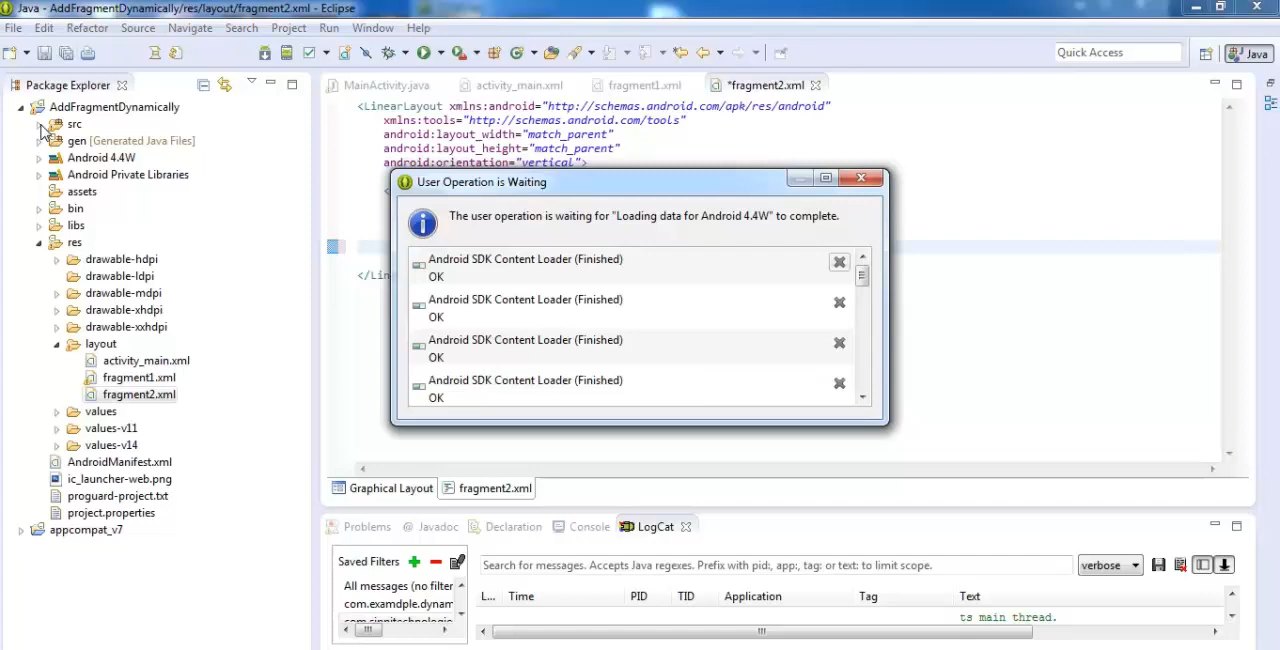 Java - AddFragmentDynamically/res/layout/fragment2.xml - Eclipse
File Edit Refactor Source Navigate Search Project Run Window Help
Quick Access
Java
Package Explorer
AddFragmentDynamically
src
gen [Generated Java Files]
Android 4.4W
Android Private Libraries
assets
bin
libs
res
drawable-hdpi
drawable-ldpi
drawable-mdpi
drawable-xhdpi
drawable-xxhdpi
layout
activity_main.xml
fragment1.xml
fragment2.xml
values
values-v11
values-v14
AndroidManifest.xml
ic_launcher-web.png
proguard-project.txt
project.properties
appcompat_v7
MainActivity.java activity_main.xml fragment1.xml *fragment2.xml
<LinearLayout xmlns:android="http://schemas.android.com/apk/res/android"
xmlns:tools="http://schemas.android.com/tools"
android:layout_width="match_parent"
android:layout_height="match_parent"
android:orientation="vertical">
<
</Lin
User Operation is Waiting
The user operation is waiting for "Loading data for Android 4.4W" to complete.
Android SDK Content Loader (Finished)
OK
Android SDK Content Loader (Finished)
OK
Android SDK Content Loader (Finished)
OK
Android SDK Content Loader (Finished)
OK
Graphical Layout fragment2.xml
Problems Javadoc Declaration Console LogCat
Saved Filters
All messages (no filter
com.examdple.dynam
Search for messages. Accepts Java regexes. Prefix with pid:, app:, tag: or text: to limit scope.
verbose
L... Time PID TID Application Tag Text
ts main thread.